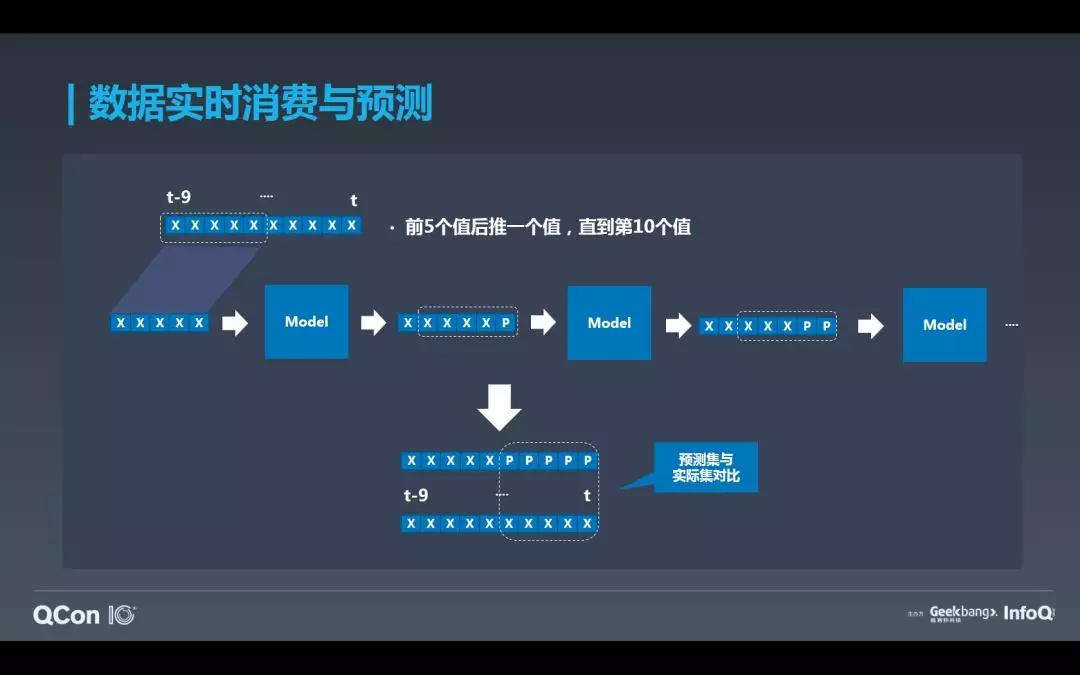 数据实时消费与预测
t-9 .... t
X X X X X X X X X X
· 前5个值后推一个值，直到第10个值
X X X X X
Model
X X X X X P
Model
X X X X X P P
Model
....
X X X X X P P P P P
t-9 .... t
X X X X X X X X X X
预测集与
实际集对比
QCon 10
主办方 Geekbang>. InfoQ
极客邦科技